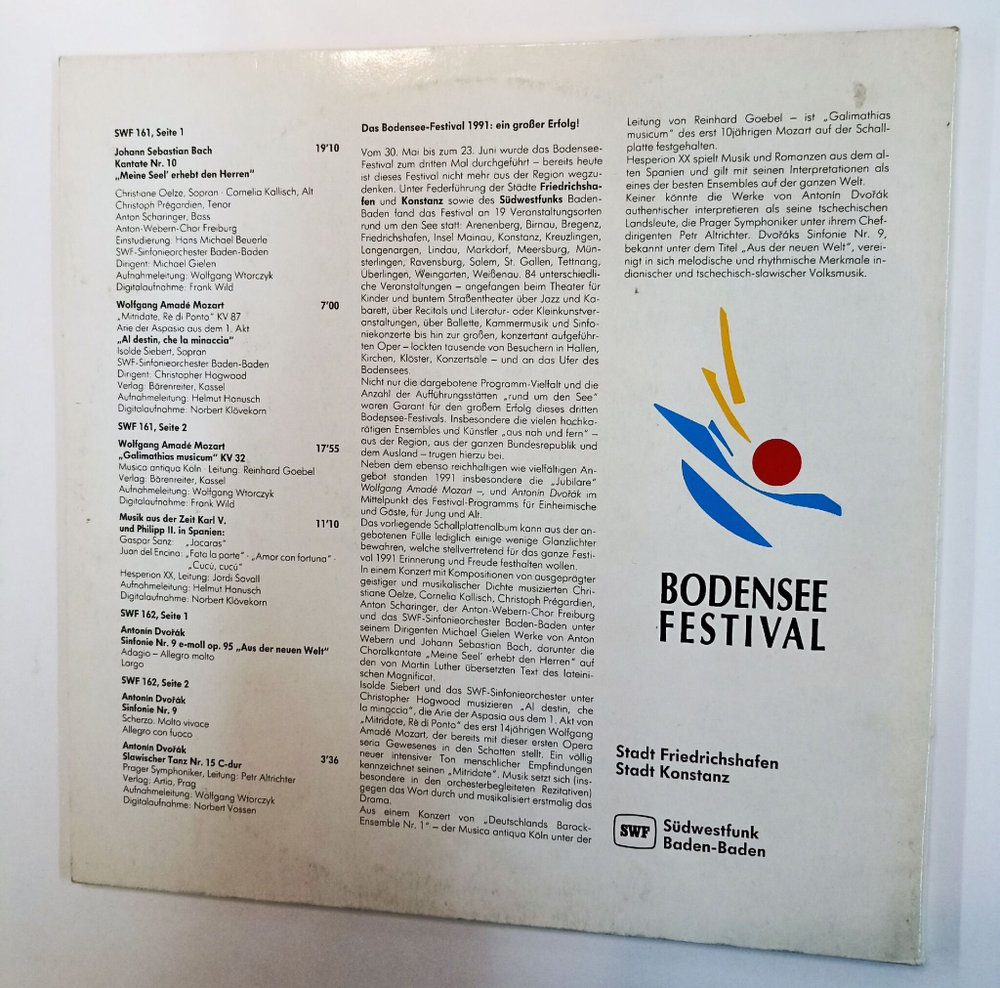 SWF 161, Seite 1
Johann Sebastian Bach 19'10
Kantate Nr. 10
„Meine Seel' erhebt den Herren"
Christiane Oelze, Sopran · Cornelia Kallisch, Alt
Christoph Prégardien, Tenor
Anton Scharinger, Bass
Anton-Webern-Chor Freiburg
Einstudierung: Hans Michael Beuerle
SWF-Sinfonieorchester Baden-Baden
Dirigent: Michael Gielen
Aufnahmeleitung: Wolfgang Wtorczyk
Digitalaufnahme: Frank Wild
Wolfgang Amadé Mozart 7'00
„Mitridate, Rè di Ponto" KV 87
Arie der Aspasia aus dem 1. Akt
„Al destin, che la minaccia"
Isolde Siebert, Sopran
SWF-Sinfonieorchester Baden-Baden
Dirigent: Christopher Hogwood
Verlag: Bärenreiter, Kassel
Aufnahmeleitung: Helmut Hanusch
Digitalaufnahme: Norbert Klövekorn
SWF 161, Seite 2
Wolfgang Amadé Mozart 17'55
„Galimathias musicum" KV 32
Musica antiqua Köln · Leitung: Reinhard Goebel
Verlag: Bärenreiter, Kassel
Aufnahmeleitung: Wolfgang Wtorczyk
Digitalaufnahme: Frank Wild
Musik aus der Zeit Karl V. 11'10
und Philipp II. in Spanien:
Gaspar Sanz: „Jacaras"
Juan del Encina: „Fata la parte" · „Amor con fortuna" ·
„Cucú, cucú"
Hesperion XX, Leitung: Jordi Savall
Aufnahmeleitung: Helmut Hanusch
Digitalaufnahme: Norbert Klövekorn
SWF 162, Seite 1
Antonín Dvořák
Sinfonie Nr. 9 e-moll op. 95 „Aus der neuen Welt"
Adagio – Allegro molto
Largo
SWF 162, Seite 2
Antonín Dvořák
Sinfonie Nr. 9
Scherzo. Molto vivace
Allegro con fuoco
Antonín Dvořák
Slawischer Tanz Nr. 15 C-dur 3'36
Prager Symphoniker, Leitung: Petr Altrichter
Verlag: Artia, Prag
Aufnahmeleitung: Wolfgang Wtorczyk
Digitalaufnahme: Norbert Vossen
Das Bodensee-Festival 1991: ein großer Erfolg!
Vom 30. Mai bis zum 23. Juni wurde das Bodensee-
Festival zum dritten Mal durchgeführt – bereits heute
ist dieses Festival nicht mehr aus der Region wegzu-
denken. Unter Federführung der Städte Friedrichsha-
fen und Konstanz sowie des Südwestfunks Baden-
Baden fand das Festival an 19 Veranstaltungsorten
rund um den See statt: Arenenberg, Birnau, Bregenz,
Friedrichshafen, Insel Mainau, Konstanz, Kreuzlingen,
Langenargen, Lindau, Markdorf, Meersburg, Mün-
sterlingen, Ravensburg, Salem, St. Gallen, Tettnang,
Überlingen, Weingarten, Weißenau. 84 unterschiedli-
che Veranstaltungen – angefangen beim Theater für
Kinder und buntem Straßentheater über Jazz und Ka-
barett, über Recitals und Literatur- oder Kleinkunstver-
anstaltungen, über Ballette, Kammermusik und Sinfo-
niekonzerte bis hin zur großen, konzertant aufgeführ-
ten Oper – lockten tausende von Besuchern in Hallen,
Kirchen, Klöster, Konzertsäle – und an das Ufer des
Bodensees.
Nicht nur die dargebotene Programm-Vielfalt und die
Anzahl der Aufführungsstätten „rund um den See"
waren Garant für den großem Erfolg dieses dritten
Bodensee-Festivals. Insbesondere die vielen hochka-
rätigen Ensembles und Künstler „aus nah und fern" –
aus der Region, aus der ganzen Bundesrepublik und
dem Ausland – trugen hierzu bei.
Neben dem ebenso reichhaltigen wie vielfältigen An-
gebot standen 1991 insbesondere die „Jubilare"
Wolfgang Amadé Mozart –, und Antonín Dvořák im
Mittelpunkt des Festival-Programms für Einheimische
und Gäste, für Jung und Alt.
Das vorliegende Schallplattenalbum kann aus der an-
gebotenen Fülle lediglich einige wenige Glanzlichter
bewahren, welche stellvertretend für das ganze Festi-
val 1991 Erinnerung und Freude festhalten wollen.
In einem Konzert mit Kompositionen von ausgeprägter
geistiger und musikalischer Dichte musizierten Chri-
stiane Oelze, Cornelia Kallisch, Christoph Prégardien,
Anton Scharinger, der Anton-Webern-Chor Freiburg
und das SWF-Sinfonieorchester Baden-Baden unter
seinem Dirigenten Michael Gielen Werke von Anton
Webern und Johann Sebastian Bach, darunter die
Choralkantate „Meine Seel' erhebt den Herren" auf
den von Martin Luther übersetzten Text des lateini-
schen Magnificat.
Isolde Siebert und das SWF-Sinfonieorchester unter
Christopher Hogwood musizieren „Al destin, che
la minaccia", die Arie der Aspasia aus dem 1. Akt von
„Mitridate, Rè di Ponto" des erst 14jährigen Wolfgang
Amadé Mozart, der bereits mit dieser ersten Opera
seria Gewesenes in den Schatten stellt. Ein völlig
neuer intensiver Ton menschlicher Empfindungen
kennzeichnet seinen „Mitridate". Musik setzt sich (ins-
besondere in den orchesterbegleiteten Rezitativen)
gegen das Wort durch und musikalisiert erstmalig das
Drama.
Aus einem Konzert von „Deutschlands Barock-
Ensemble Nr. 1" – der Musica antiqua Köln unter der
Leitung von Reinhard Goebel – ist „Galimathias
musicum" des erst 10jährigen Mozart auf der Schall-
platte festgehalten.
Hesperion XX spielt Musik und Romanzen aus dem al-
ten Spanien und gilt mit seinen Interpretationen als
eines der besten Ensembles auf der ganzen Welt.
Keiner könnte die Werke von Antonín Dvořák
authentischer interpretieren als seine tschechischen
Landsleute, die Prager Symphoniker unter ihrem Chef-
dirigenten Petr Altrichter. Dvořáks Sinfonie Nr. 9,
bekannt unter dem Titel „Aus der neuen Welt", verei-
nigt in sich melodische und rhythmische Merkmale in-
dianischer und tschechisch-slawischer Volksmusik.
BODENSEE
FESTIVAL
Stadt Friedrichshafen
Stadt Konstanz
SWF Südwestfunk
Baden-Baden